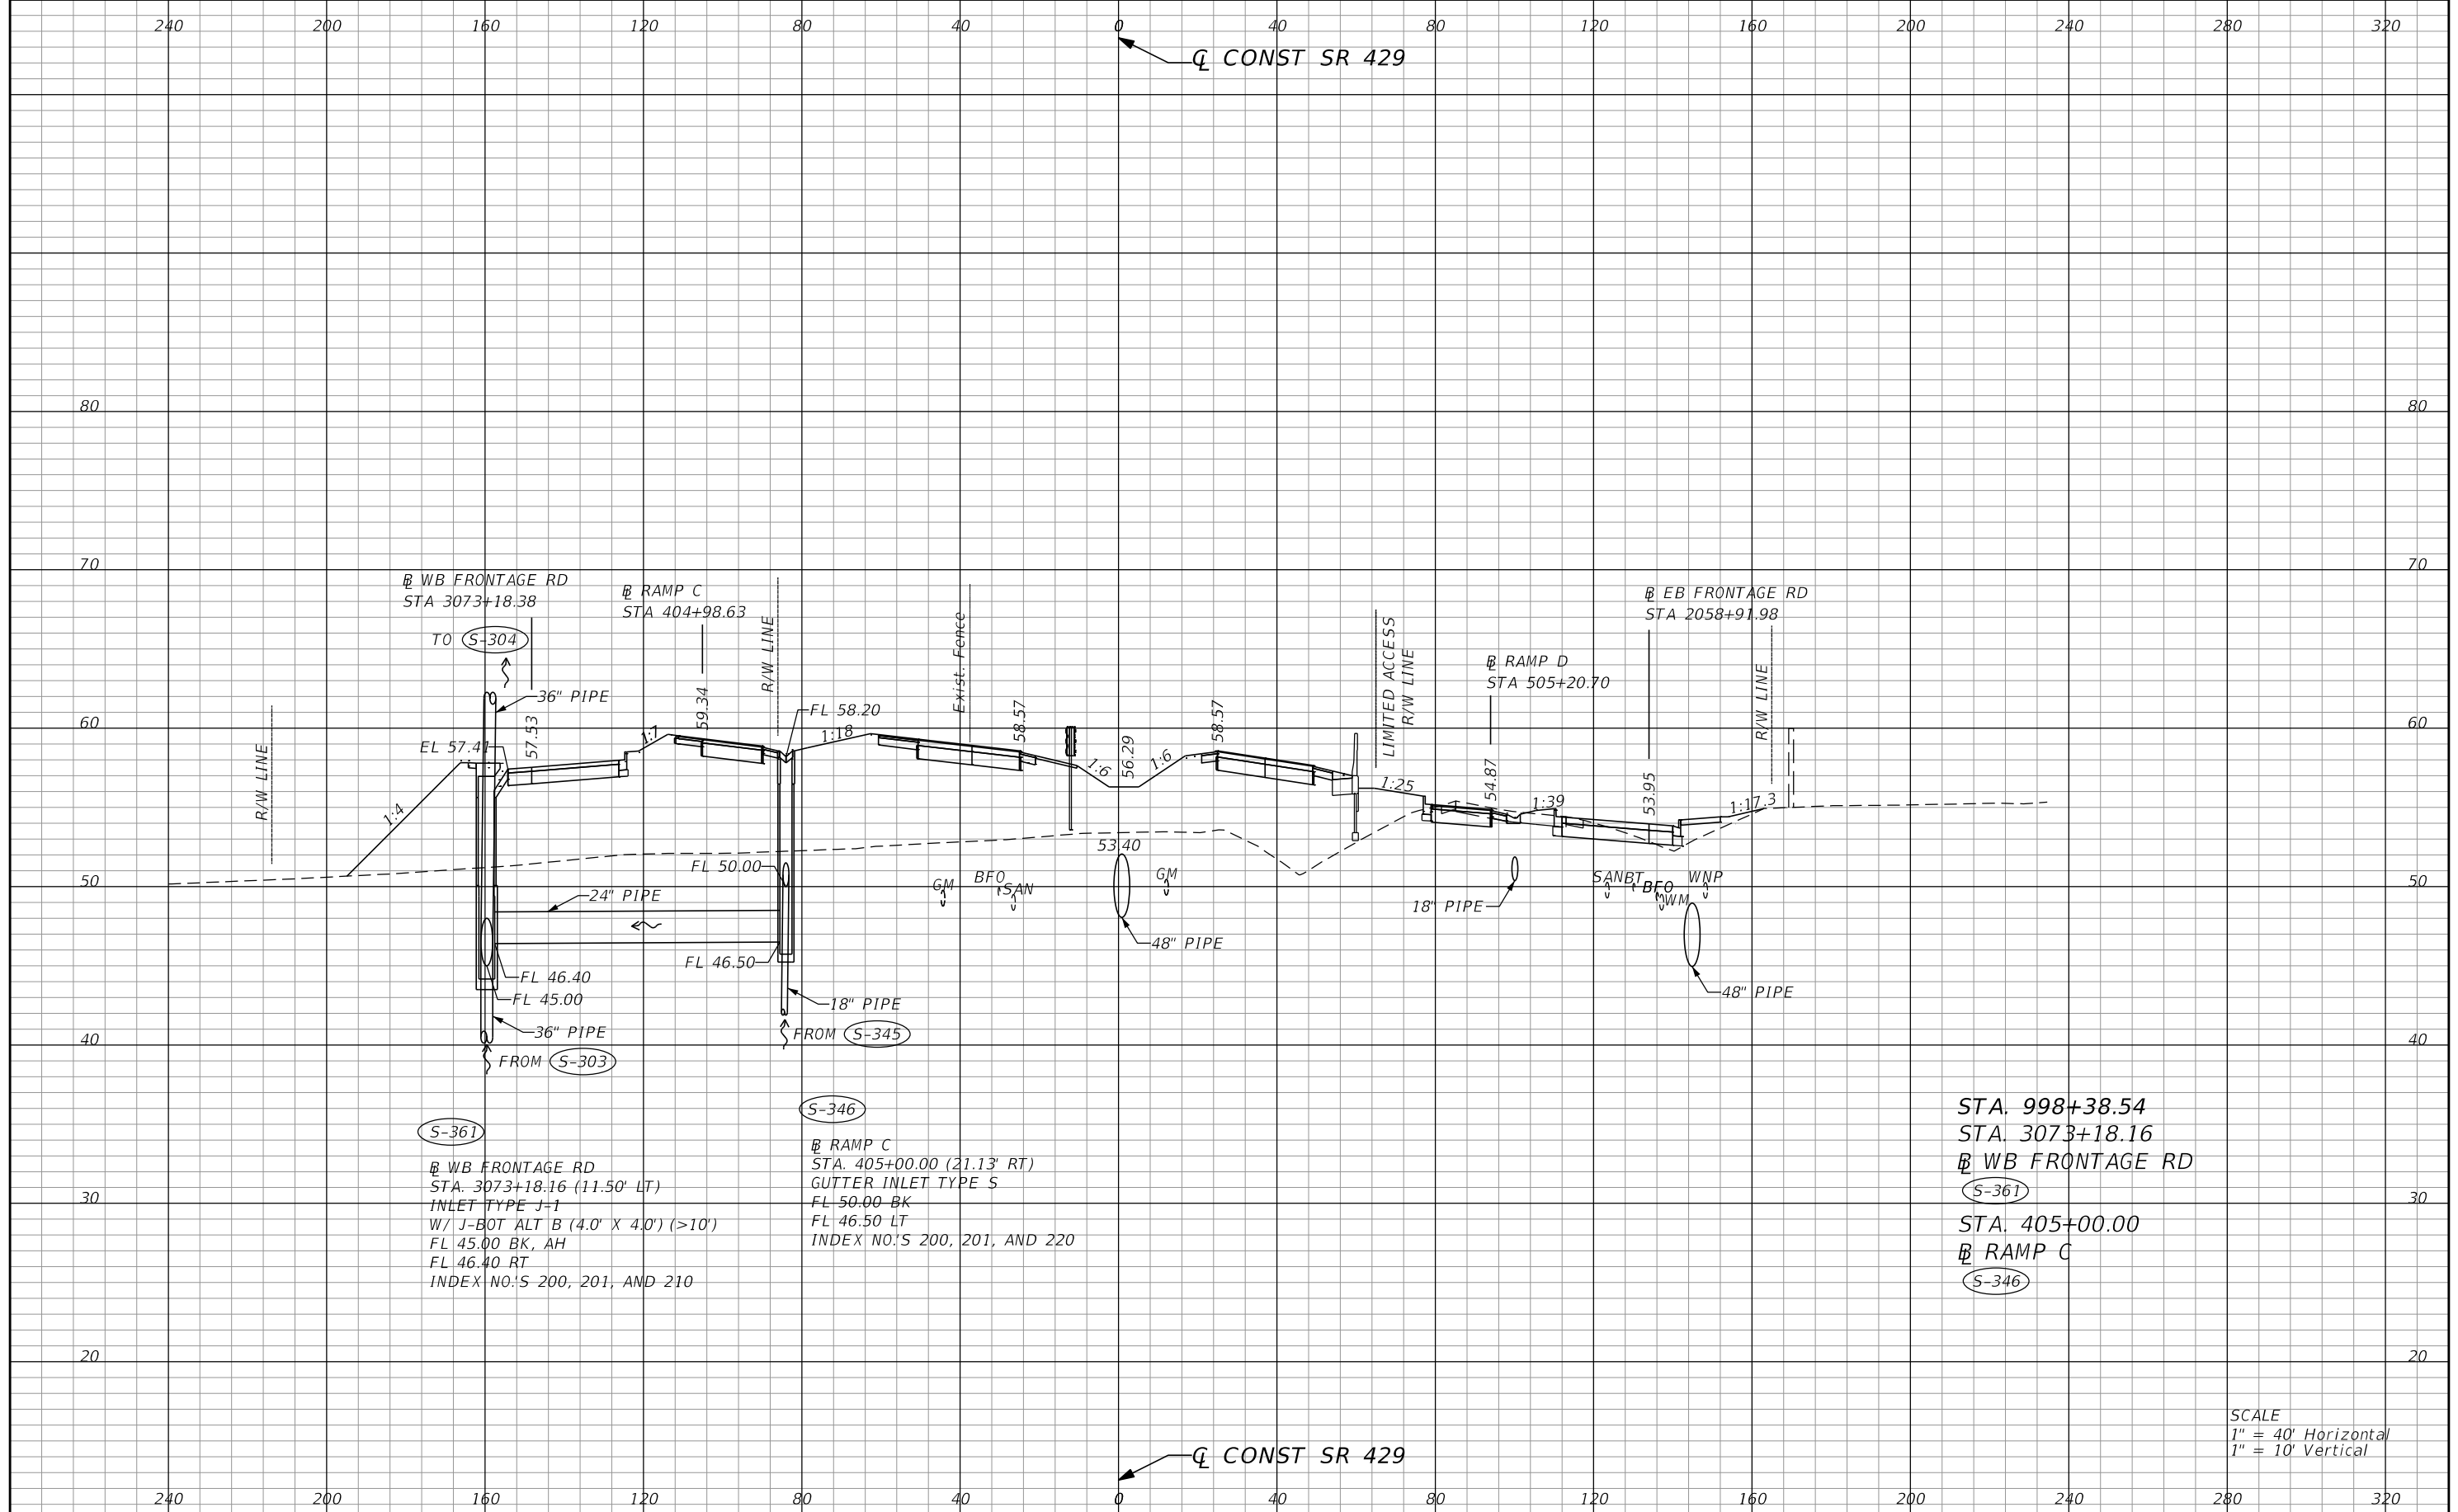 240 200 160 120 80 40 0 40 80 120 160 200 240 280 320
℄ CONST SR 429
80 80
70 70
B̲L WB FRONTAGE RD
STA 3073+18.38
TO S-304
36" PIPE
B̲L RAMP C
STA 404+98.63
R/W LINE
Exist. Fence
LIMITED ACCESS
R/W LINE
B̲L RAMP D
STA 505+20.70
B̲L EB FRONTAGE RD
STA 2058+91.98
R/W LINE
60 60
R/W LINE
EL 57.41
57.53
1:4
1:7
59.34
FL 58.20
1:18
58.57
1:6
56.29
1:6
58.57
1:25
54.87
1:39
53.95
1:17.3
53.40
50 50
FL 50.00
24" PIPE
GM
BFO
SAN
GM
18" PIPE
SAN
BT
BFO
WM
WNP
48" PIPE
48" PIPE
FL 46.50
FL 46.40
FL 45.00
18" PIPE
36" PIPE
FROM S-345
FROM S-303
40 40
S-361
B̲L WB FRONTAGE RD
STA. 3073+18.16 (11.50' LT)
INLET TYPE J-1
W/ J-BOT ALT B (4.0' X 4.0') (>10')
FL 45.00 BK, AH
FL 46.40 RT
INDEX NO.'S 200, 201, AND 210
S-346
B̲L RAMP C
STA. 405+00.00 (21.13' RT)
GUTTER INLET TYPE S
FL 50.00 BK
FL 46.50 LT
INDEX NO.'S 200, 201, AND 220
STA. 998+38.54
STA. 3073+18.16
B̲L WB FRONTAGE RD
S-361
STA. 405+00.00
B̲L RAMP C
S-346
30 30
20 20
SCALE
1" = 40' Horizontal
1" = 10' Vertical
℄ CONST SR 429
240 200 160 120 80 40 0 40 80 120 160 200 240 280 320